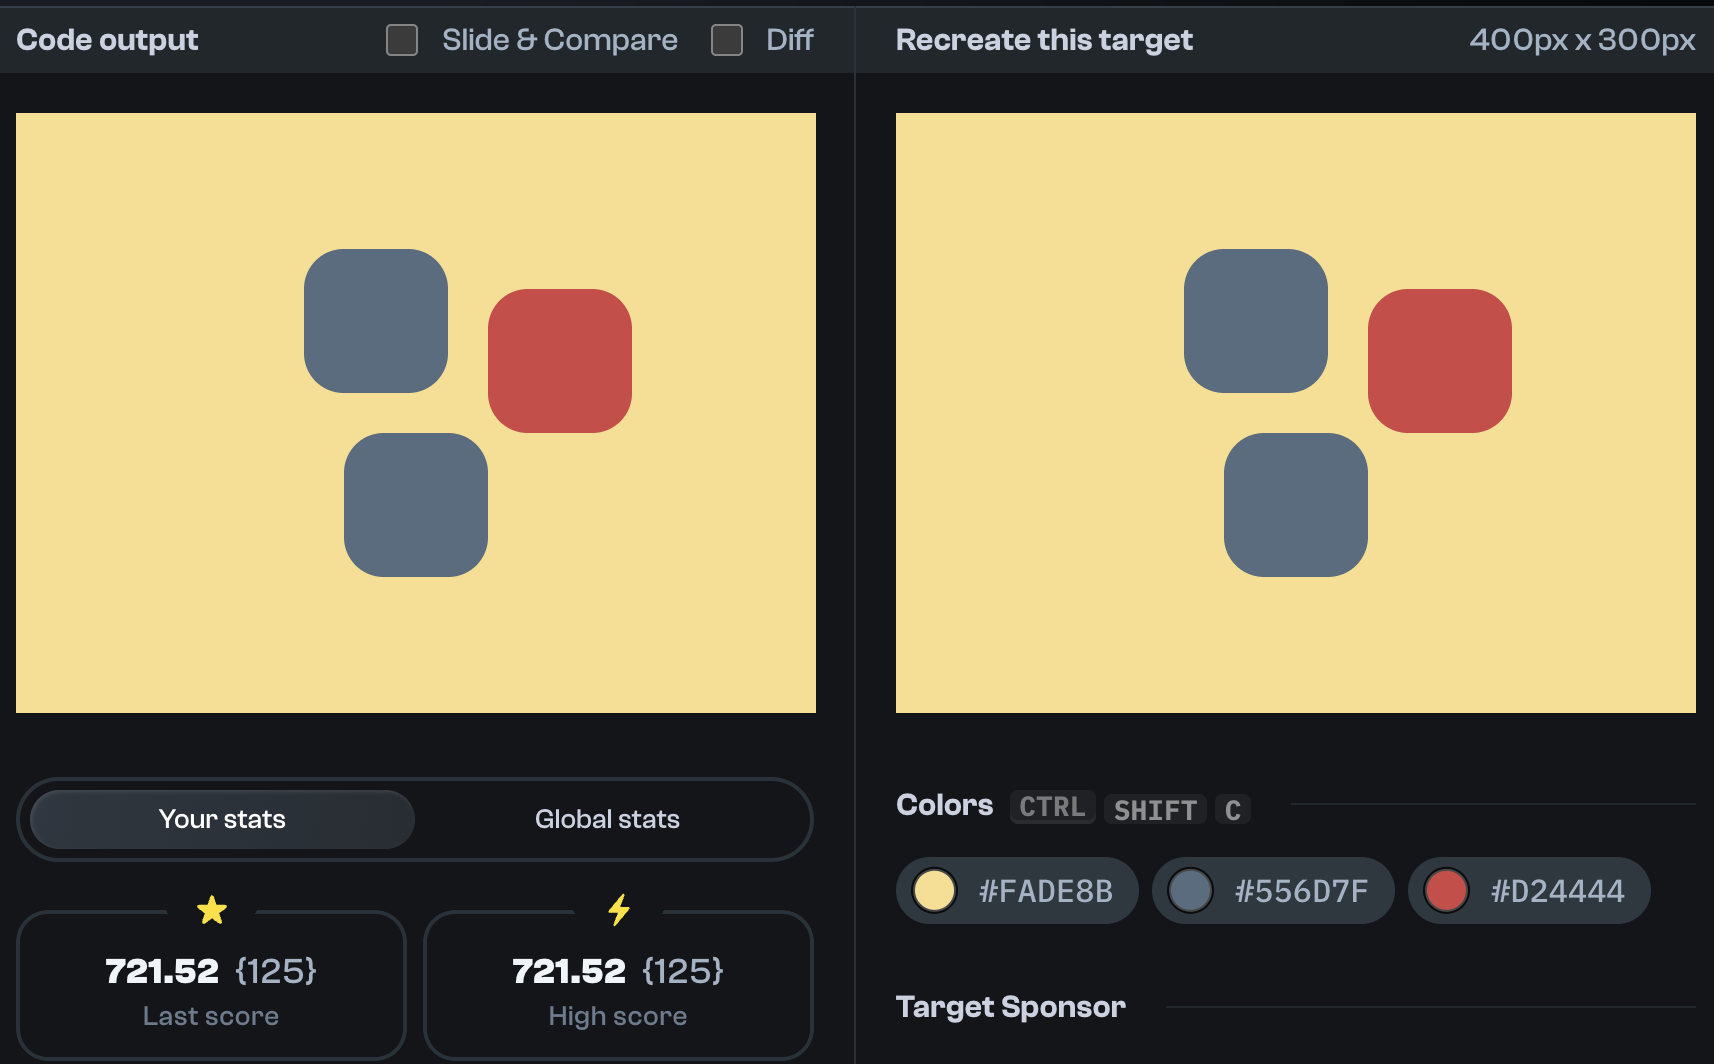 Code output
Slide & Compare
Diff
Recreate this target
400px x 300px
Your stats
Global stats
721.52 {125}
Last score
721.52 {125}
High score
Colors CTRL SHIFT C
#FADE8B
#556D7F
#D24444
Target Sponsor